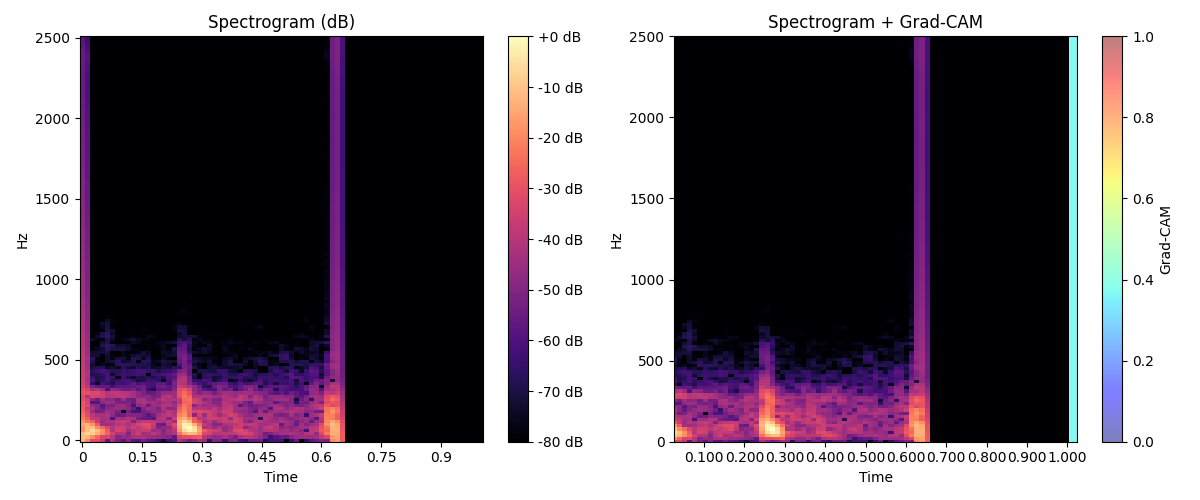 Spectrogram (dB)
2500
2000
1500
1000
500
0
Hz
0 0.15 0.3 0.45 0.6 0.75 0.9
Time
+0 dB
-10 dB
-20 dB
-30 dB
-40 dB
-50 dB
-60 dB
-70 dB
-80 dB
Spectrogram + Grad-CAM
2500
2000
1500
1000
500
0
Hz
0.100 0.200 0.300 0.400 0.500 0.600 0.700 0.800 0.900 1.000
Time
1.0
0.8
0.6
0.4
0.2
0.0
Grad-CAM